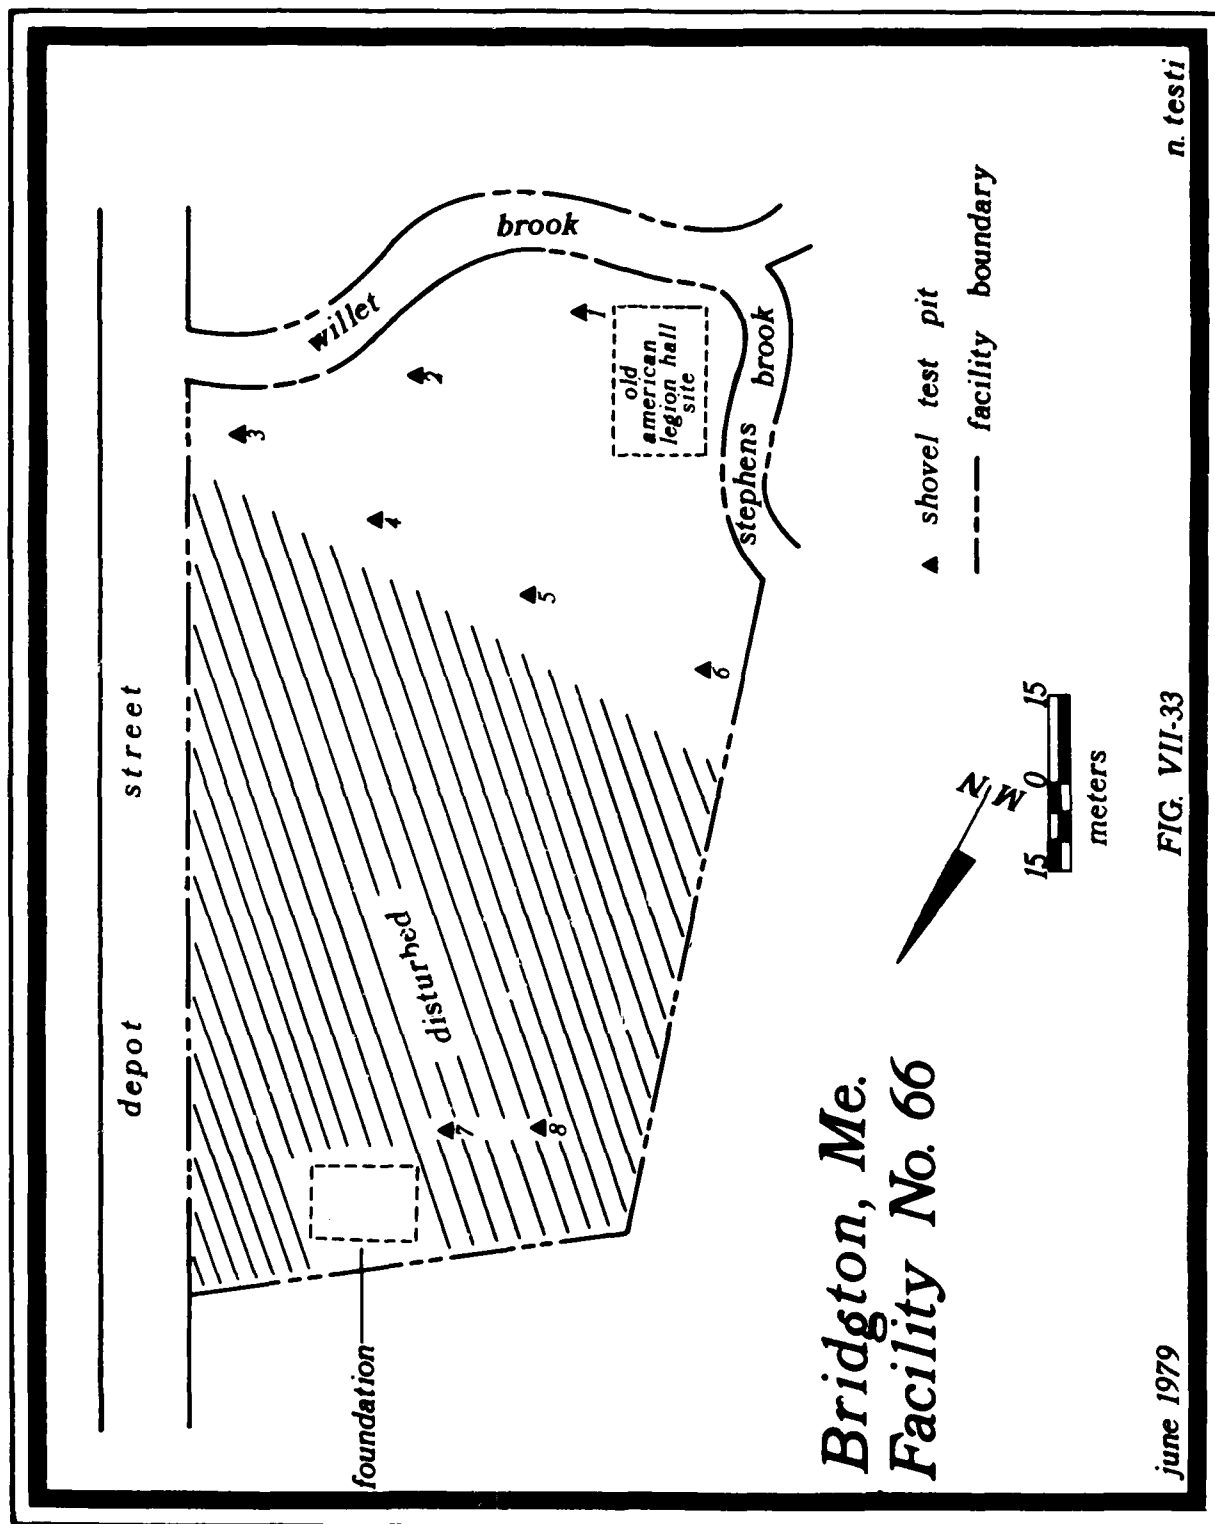 depot street
foundation
disturbed
willet
brook
old
american
legion hall
site
stephens brook
1
2
3
4
5
6
7
8
Bridgton, Me.
Facility No. 66
MN
15 0 15
meters
▲ shovel test pit
facility boundary
june 1979
FIG. VII-33
n. testi